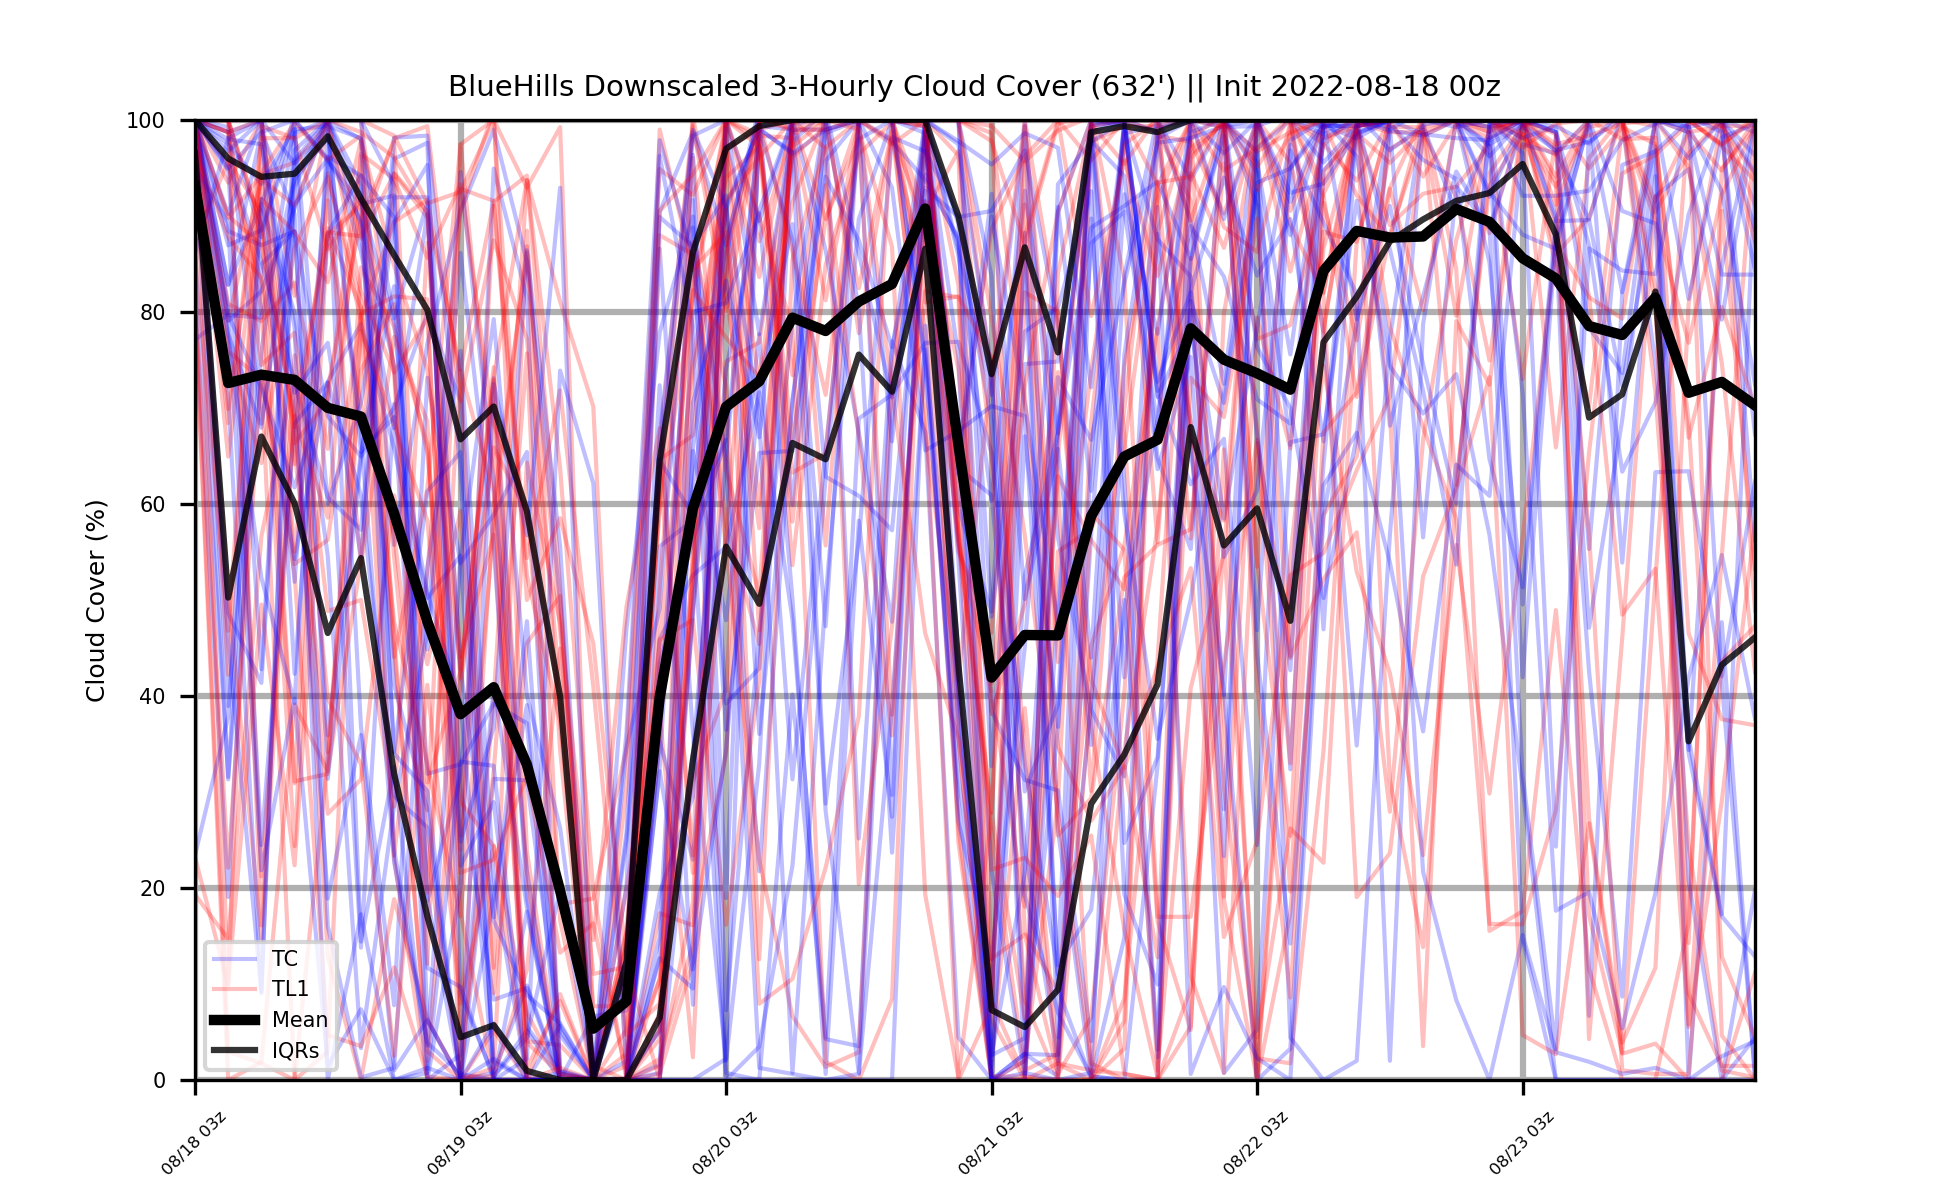 BlueHills Downscaled 3-Hourly Cloud Cover (632') || Init 2022-08-18 00z
Cloud Cover (%)
100
80
60
40
20
0
TC
TL1
Mean
IQRs
08/18 03z
08/19 03z
08/20 03z
08/21 03z
08/22 03z
08/23 03z